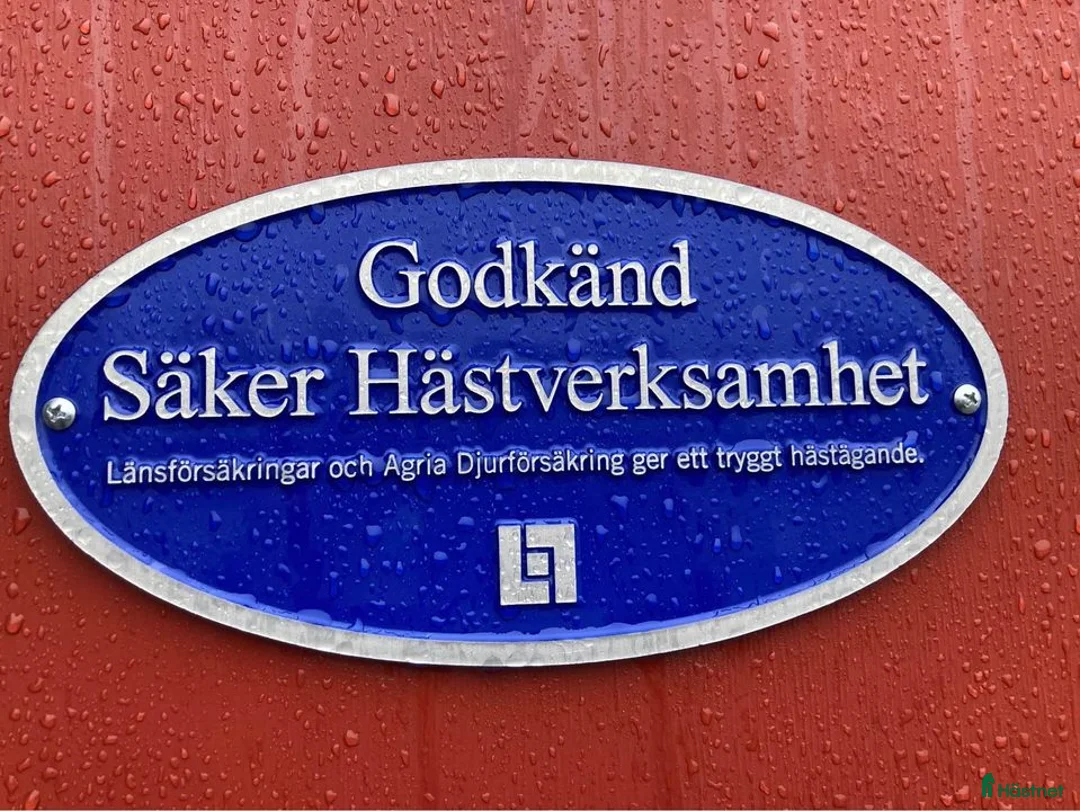 Godkänd
Säker Hästverksamhet
Länsförsäkringar och Agria Djurförsäkring ger ett tryggt hästägande.
Hästnet